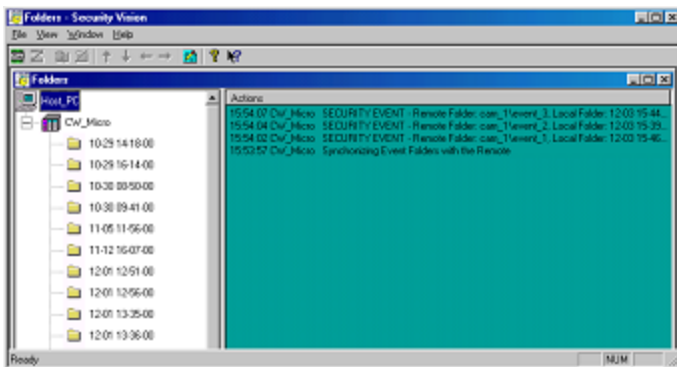 Folders - Security Vision
File View Window Help
Folders
Host_PC
CW_Micro
10-29 14-18-00
10-29 16-14-00
10-30 08-50-00
10-30 09-41-00
11-05 11-56-00
11-12 16-07-00
12-01 12-51-00
12-01 12-56-00
12-01 13-35-00
12-01 13-36-00
Actions
15:54:07 CW_Micro SECURITY EVENT - Remote Folder: cam_1\event_3. Local Folder: 12-03 15-44...
15:54:04 CW_Micro SECURITY EVENT - Remote Folder: cam_1\event_2. Local Folder: 12-03 15-39...
15:54:02 CW_Micro SECURITY EVENT - Remote Folder: cam_1\event_1. Local Folder: 12-03 15-46...
15:53:57 CW_Micro Synchonizing Event Folders with the Remote
Ready
NUM